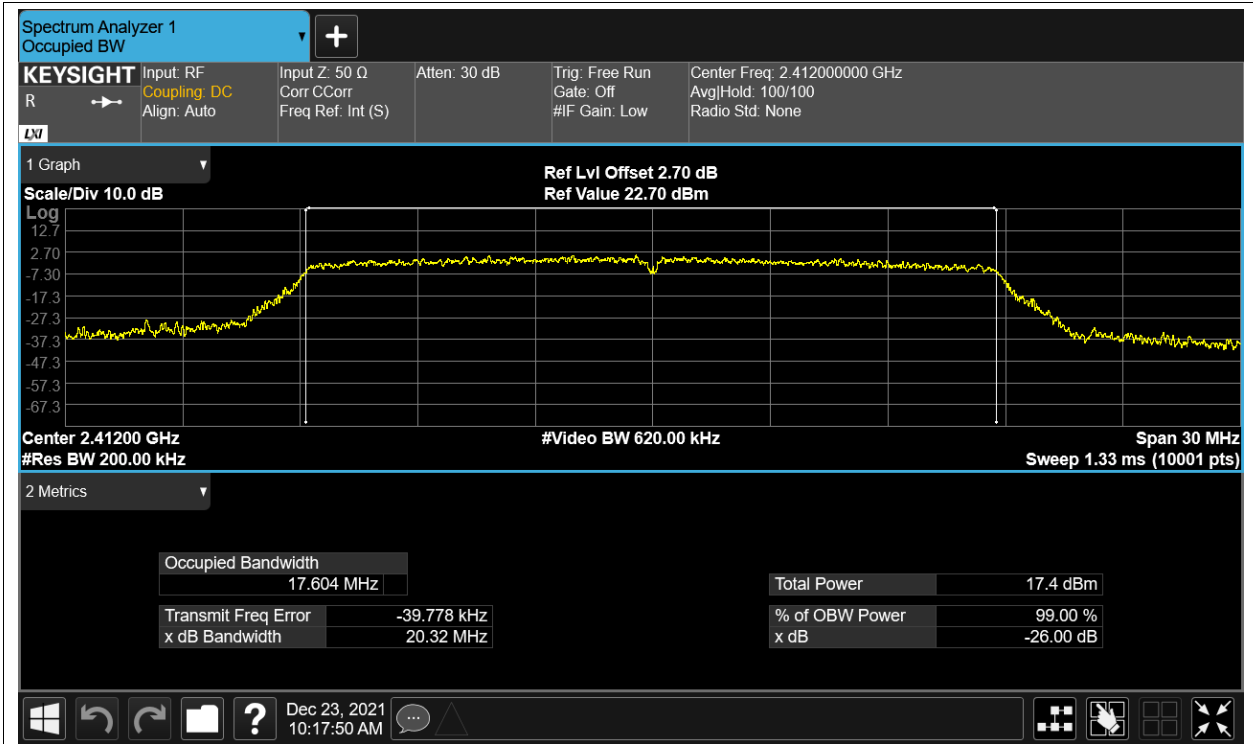 Spectrum Analyzer 1
Occupied BW
KEYSIGHT
R
LXI
Input: RF
Coupling: DC
Align: Auto
Input Z: 50 Ω
Corr CCorr
Freq Ref: Int (S)
Atten: 30 dB
Trig: Free Run
Gate: Off
#IF Gain: Low
Center Freq: 2.412000000 GHz
Avg|Hold: 100/100
Radio Std: None
1 Graph
Scale/Div 10.0 dB
Ref Lvl Offset 2.70 dB
Ref Value 22.70 dBm
Log
12.7
2.70
-7.30
-17.3
-27.3
-37.3
-47.3
-57.3
-67.3
Center 2.41200 GHz
#Res BW 200.00 kHz
#Video BW 620.00 kHz
Span 30 MHz
Sweep 1.33 ms (10001 pts)
2 Metrics
Occupied Bandwidth
17.604 MHz
Transmit Freq Error -39.778 kHz
x dB Bandwidth 20.32 MHz
Total Power 17.4 dBm
% of OBW Power 99.00 %
x dB -26.00 dB
Dec 23, 2021
10:17:50 AM